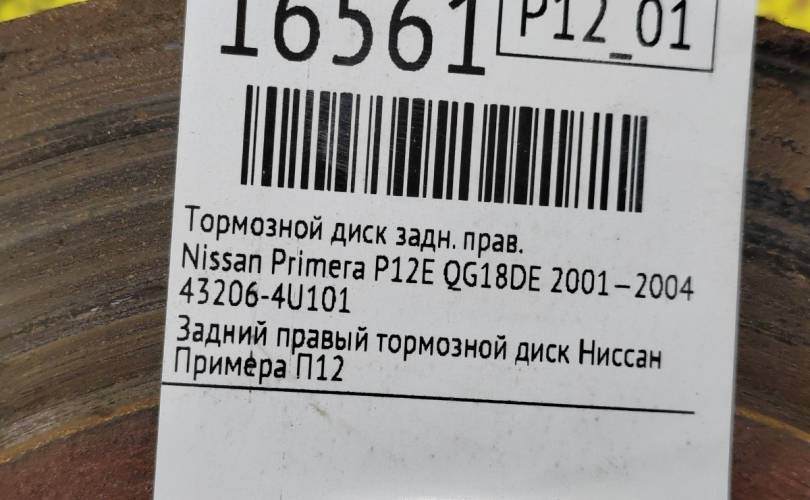 16561
P12_01
Тормозной диск задн. прав.
Nissan Primera P12E QG18DE 2001–2004
43206-4U101
Задний правый тормозной диск Ниссан
Примера П12